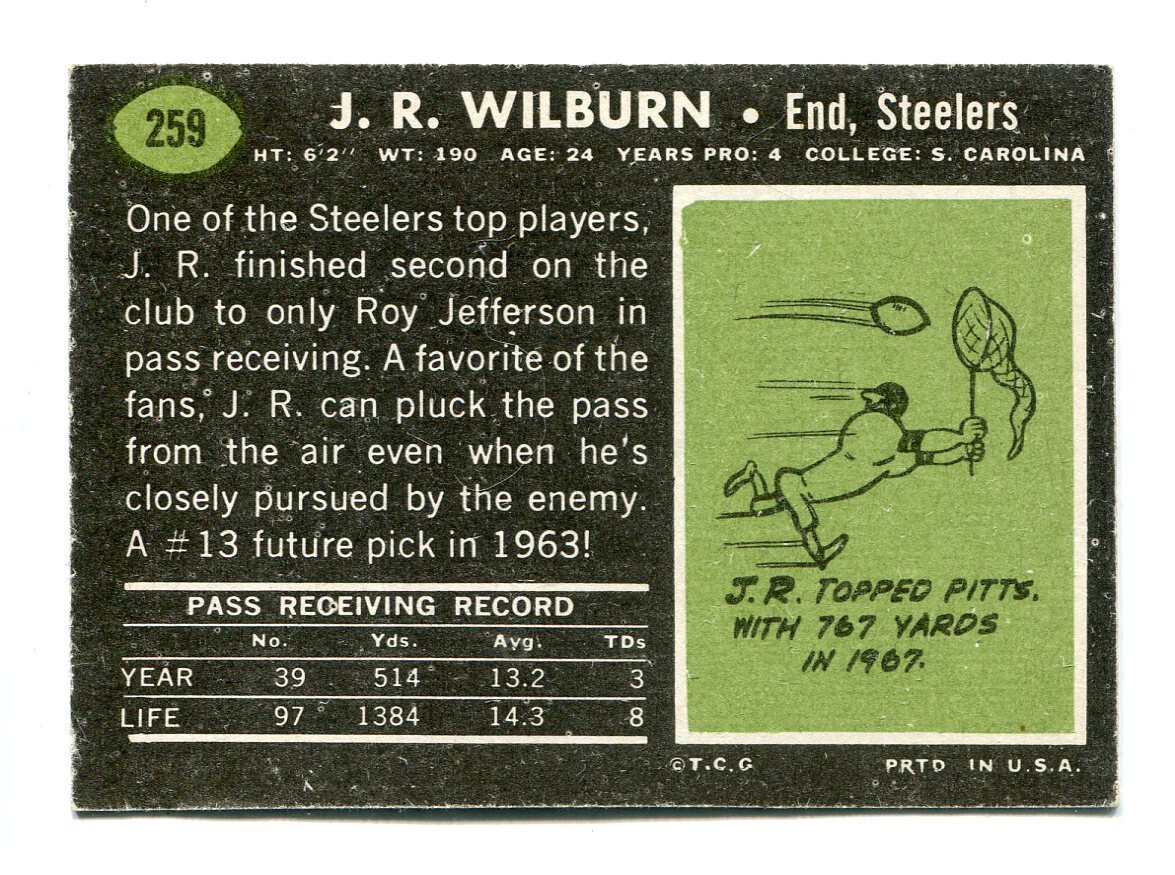 259
J. R. WILBURN • End, Steelers
HT: 6'2" WT: 190 AGE: 24 YEARS PRO: 4 COLLEGE: S. CAROLINA
One of the Steelers top players,
J. R. finished second on the
club to only Roy Jefferson in
pass receiving. A favorite of the
fans, J. R. can pluck the pass
from the air even when he's
closely pursued by the enemy.
A #13 future pick in 1963!
PASS RECEIVING RECORD
No. Yds. Avg. TDs
YEAR 39 514 13.2 3
LIFE 97 1384 14.3 8
J.R. TOPPED PITTS.
WITH 767 YARDS
IN 1967.
©T.C.G PRTD IN U.S.A.